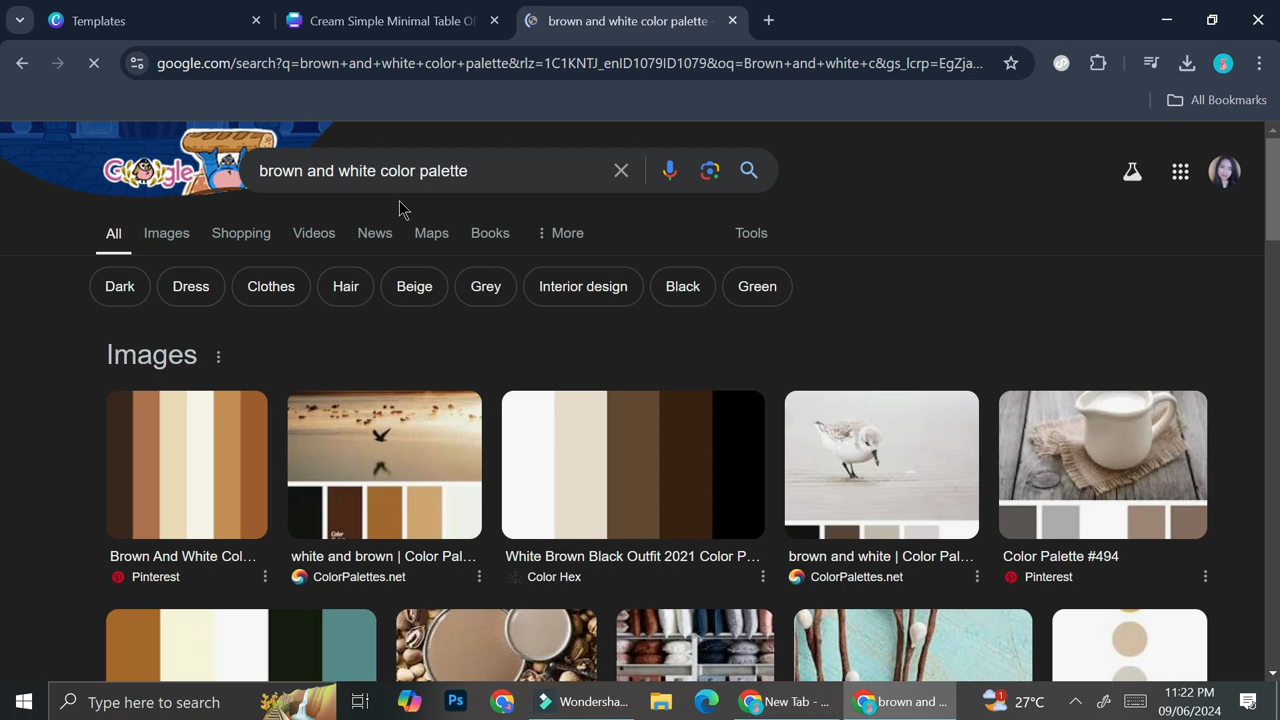 Templates
Cream Simple Minimal Table Of
brown and white color palette
google.com/search?q=brown+and+white+color+palette&rlz=1C1KNTJ_enID1079ID1079&oq=Brown+and+white+c&gs_lcrp=EgZja...
All Bookmarks
Google
brown and white color palette
All
Images
Shopping
Videos
News
Maps
Books
More
Tools
Dark
Dress
Clothes
Hair
Beige
Grey
Interior design
Black
Green
Images
Brown And White Col...
Pinterest
white and brown | Color Pal...
ColorPalettes.net
White Brown Black Outfit 2021 Color P...
Color Hex
brown and white | Color Pal...
ColorPalettes.net
Color Palette #494
Pinterest
Type here to search
Ps
Wondersha...
New Tab - ...
brown and ...
1
27°C
11:22 PM
09/06/2024